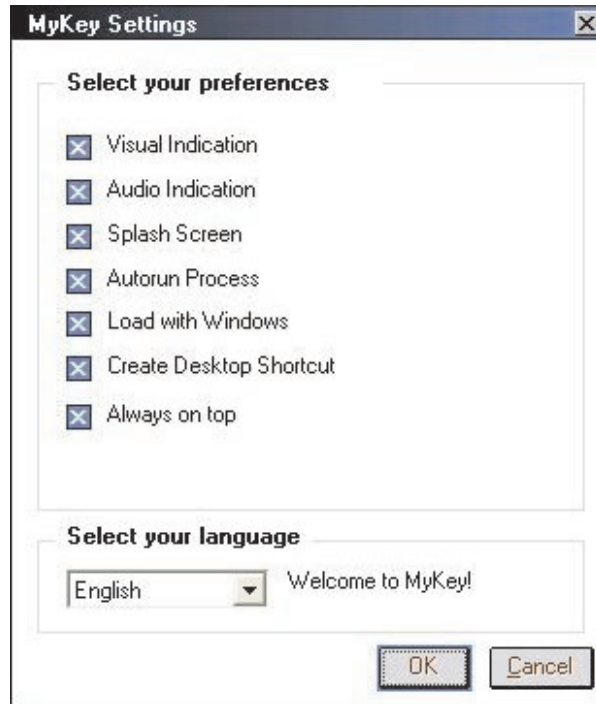 MyKey Settings
Select your preferences
Visual Indication
Audio Indication
Splash Screen
Autorun Process
Load with Windows
Create Desktop Shortcut
Always on top
Select your language
English
Welcome to MyKey!
OK
Cancel